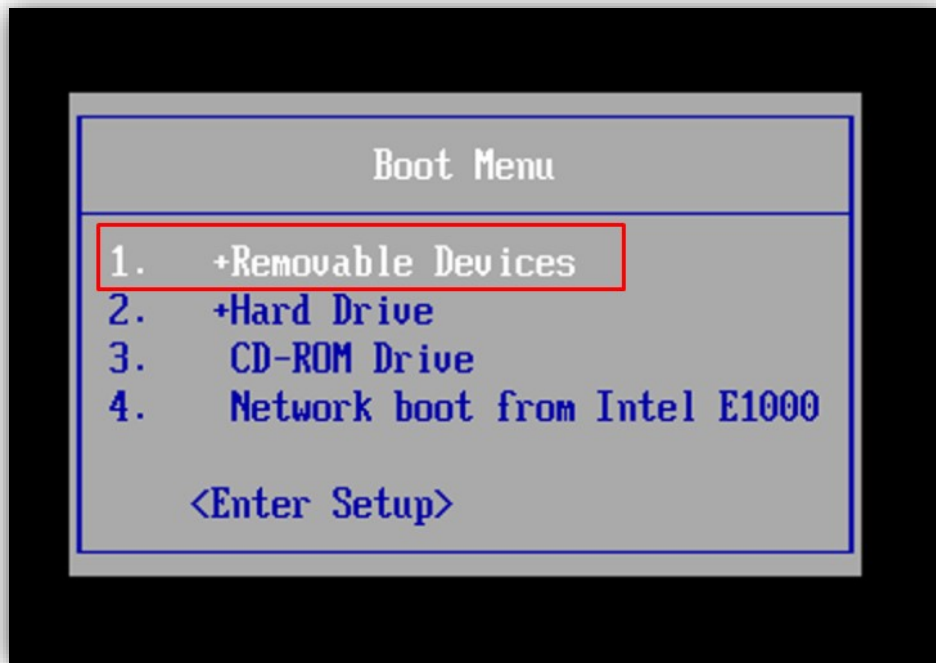 Boot Menu
1. +Removable Devices
2. +Hard Drive
3. CD-ROM Drive
4. Network boot from Intel E1000
<Enter Setup>